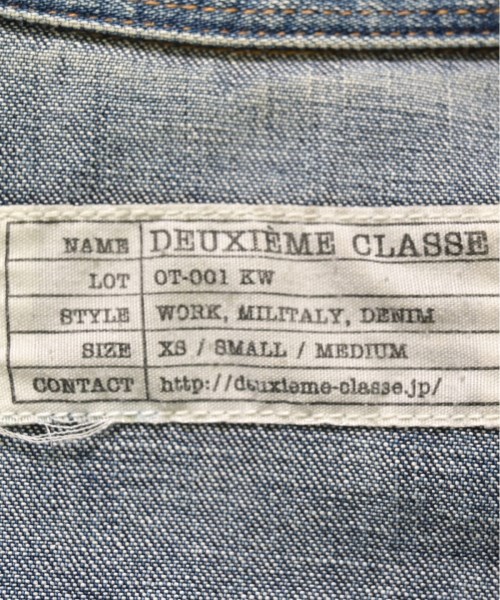 NAME DEUXIÈME CLASSE
LOT OT-001 KW
STYLE WORK, MILITALY, DENIM
SIZE XS / SMALL / MEDIUM
CONTACT http://deuxieme-classe.jp/